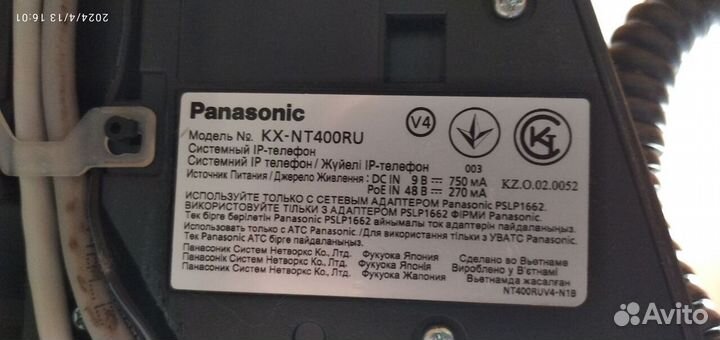 2024/4/13 16:01
Panasonic
Модель №. KX-NT400RU
Системный IP-телефон
Системний IP телефон / Жүйелі IP-телефон
Источник Питания / Джерело Живлення : DC IN 9 В ⎓ 750 мА
PoE IN 48 В ⎓ 270 мА
V4
003
KZ.O.02.0052
ИСПОЛЬЗУЙТЕ ТОЛЬКО С СЕТЕВЫМ АДАПТЕРОМ Panasonic PSLP1662.
ВИКОРИСТОВУЙТЕ ТІЛЬКИ З АДАПТЕРОМ PSLP1662 ФІРМИ Panasonic.
Тек бірге берілетін Panasonic PSLP1662 айнымалы ток адаптерін пайдаланыңыз.
Использовать только с АТС Panasonic. / Для використання тільки з УВАТС Panasonic.
Тек Panasonic АТС бірге пайдаланыңыз.
Панасоник Систем Нетворкс Ко., Лтд. Фукуока Япония Сделано во Вьетнаме
Панасонік Систем Нетворкс Ко., Лтд. Фукуока Японія Вироблено у В'єтнамі
Панасоник Систем Нетворкс Ко., Лтд. Фукуока Жапония Вьетнамда жасалған
NT400RUV4-N1B
Avito